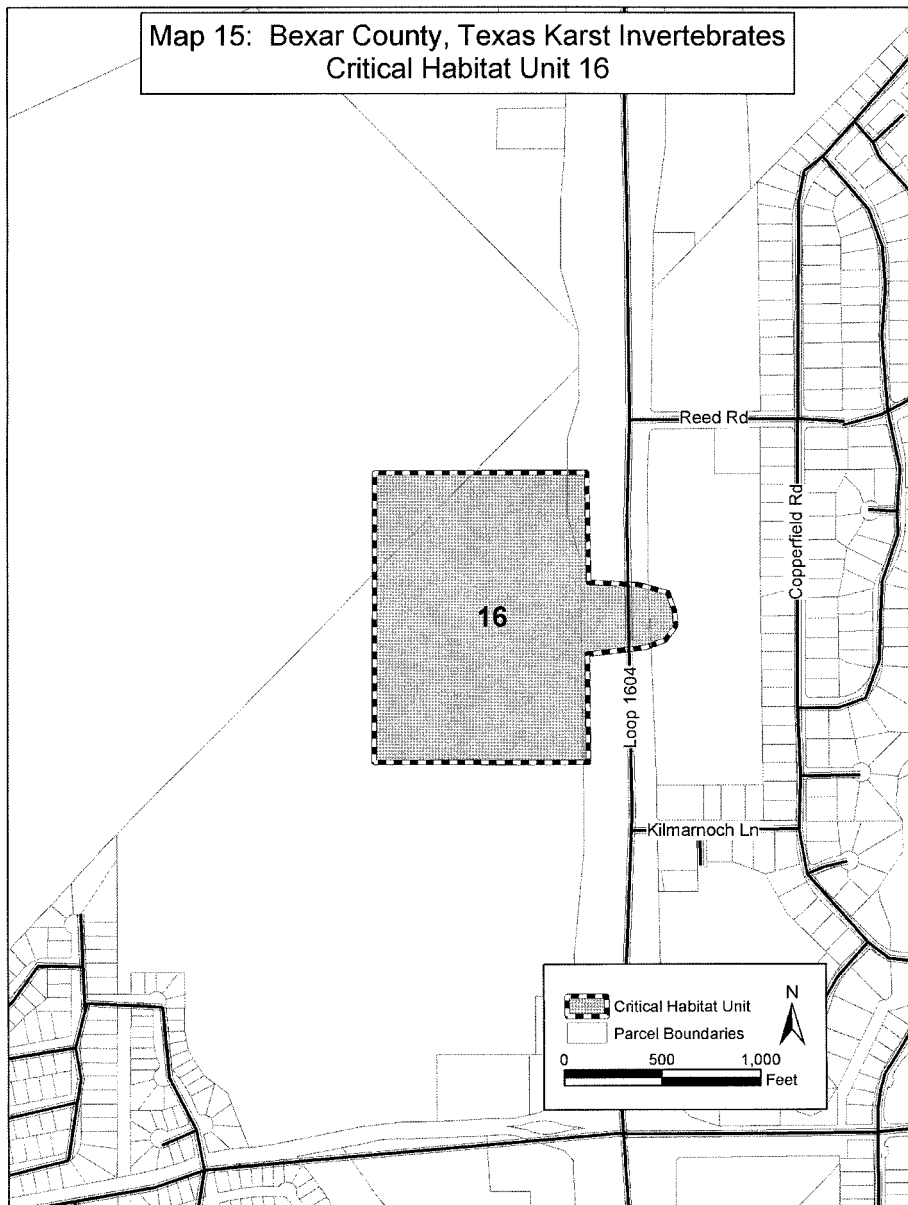 Map 15: Bexar County, Texas Karst Invertebrates
Critical Habitat Unit 16
Reed Rd
Copperfield Rd
16
Loop 1604
Kilmarnoch Ln
Critical Habitat Unit
N
Parcel Boundaries
0 500 1,000
Feet